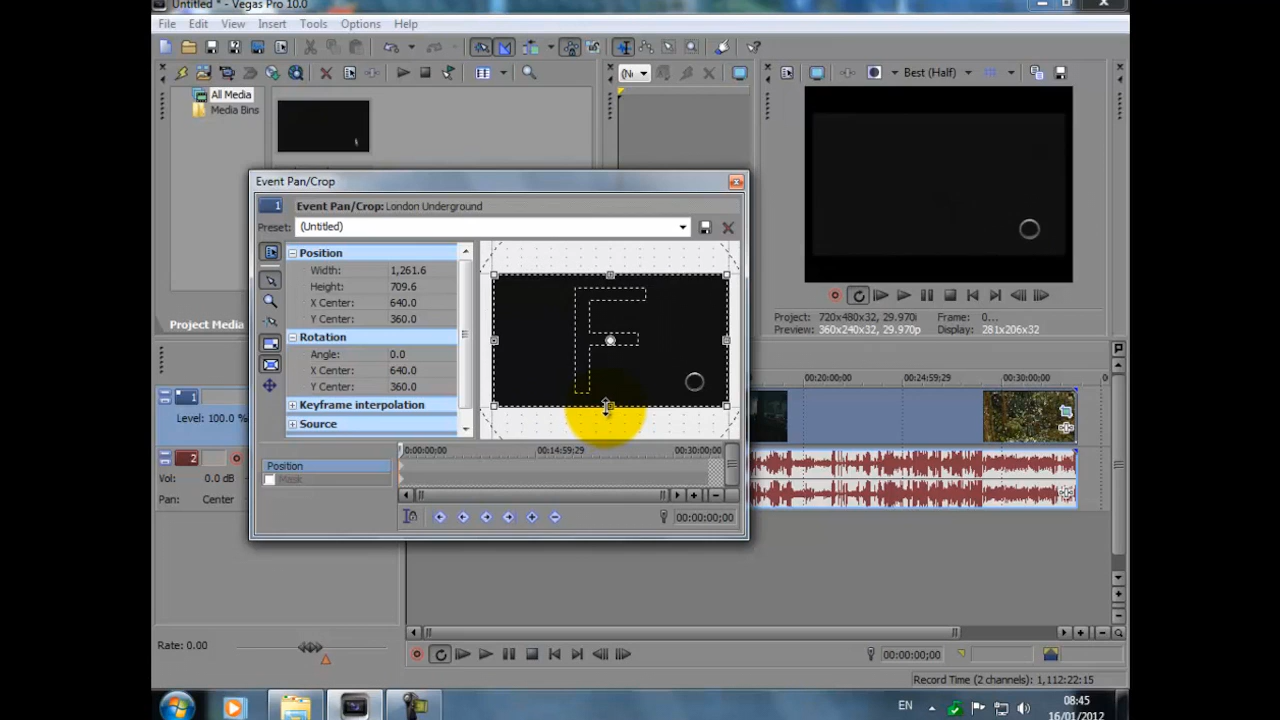 Untitled * - Vegas Pro 10.0
File Edit View Insert Tools Options Help
(N
Best (Half)
All Media
Media Bins
Event Pan/Crop
Event Pan/Crop: London Underground
Preset: (Untitled)
Position
Width: 1,261.6
Height: 709.6
X Center: 640.0
Y Center: 360.0
Rotation
Angle: 0.0
X Center: 640.0
Y Center: 360.0
Keyframe interpolation
Source
Project Media
Project: 720x480x32, 29.970i Frame: 0...
Preview: 360x240x32, 29.970p Display: 281x206x32
00:20:00:00 00:24:59:29 00:30:00:00 0
1
Level: 100.0 %
2
Vol: 0.0 dB
Pan: Center
0:00:00;00 00:14:59:29 00:30:00:00
Position
Mask
00:00:00;00
Rate: 0.00
00:00:00;00
Record Time (2 channels): 1,112:22:15
EN
08:45
16/01/2012